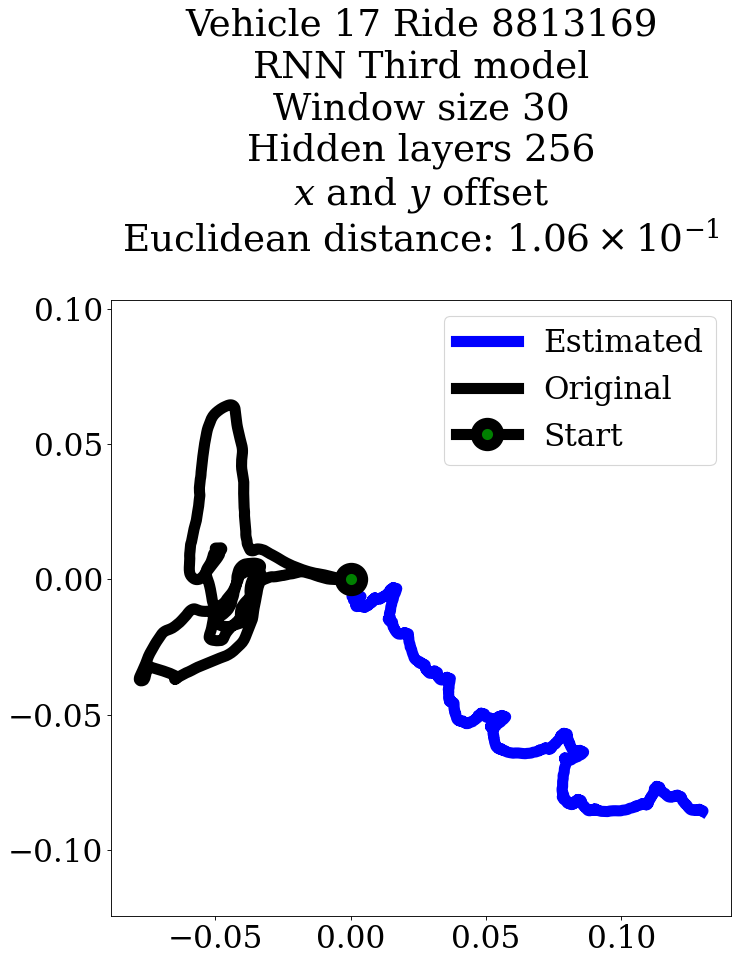 Vehicle 17 Ride 8813169
RNN Third model
Window size 30
Hidden layers 256
x and y offset
Euclidean distance: 1.06 × 10⁻¹
0.10
0.05
0.00
−0.05
−0.10
Estimated
Original
Start
−0.05 0.00 0.05 0.10